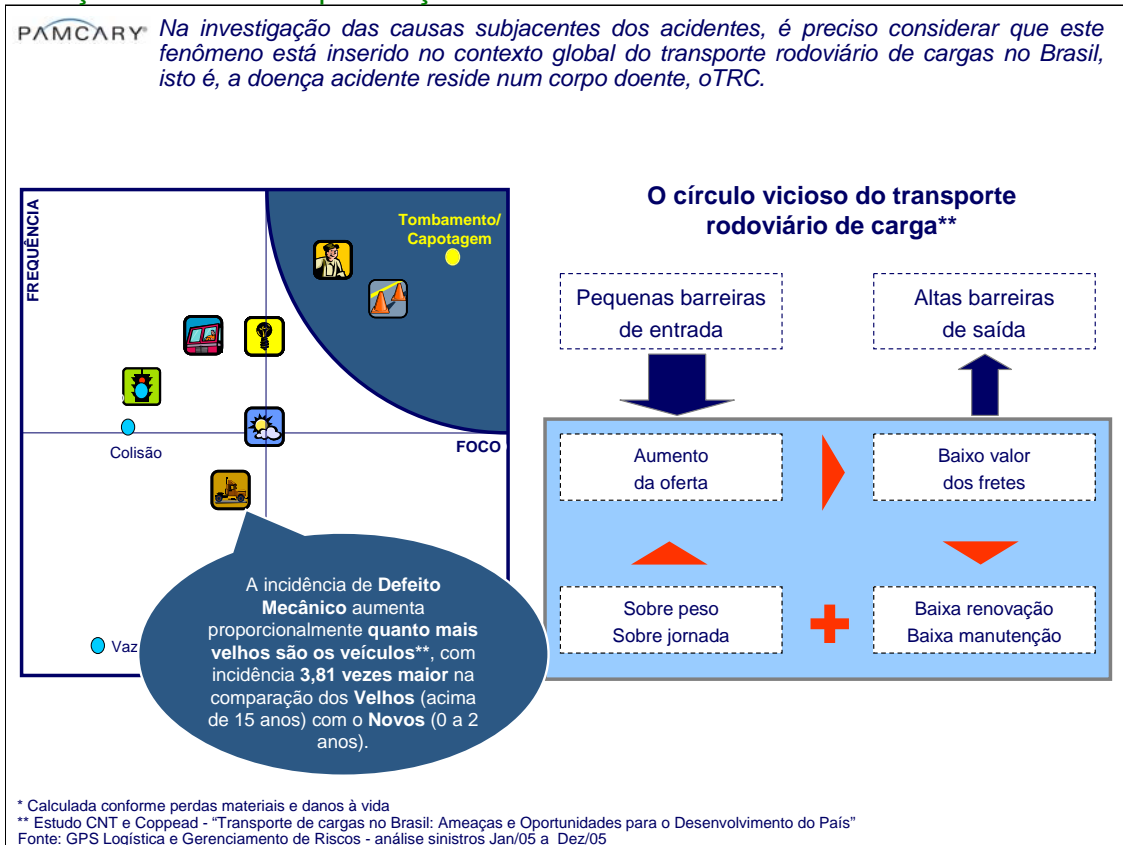 PAMCARY
Na investigação das causas subjacentes dos acidentes, é preciso considerar que este
fenômeno está inserido no contexto global do transporte rodoviário de cargas no Brasil,
isto é, a doença acidente reside num corpo doente, oTRC.
FREQUÊNCIA
Tombamento/
Capotagem
Colisão
FOCO
Vaz
A incidência de Defeito
Mecânico aumenta
proporcionalmente quanto mais
velhos são os veículos**, com
incidência 3,81 vezes maior na
comparação dos Velhos (acima
de 15 anos) com o Novos (0 a 2
anos).
O círculo vicioso do transporte
rodoviário de carga**
Pequenas barreiras
de entrada
Altas barreiras
de saída
Aumento
da oferta
Baixo valor
dos fretes
Sobre peso
Sobre jornada
Baixa renovação
Baixa manutenção
* Calculada conforme perdas materiais e danos à vida
** Estudo CNT e Coppead - “Transporte de cargas no Brasil: Ameaças e Oportunidades para o Desenvolvimento do País”
Fonte: GPS Logística e Gerenciamento de Riscos - análise sinistros Jan/05 a Dez/05